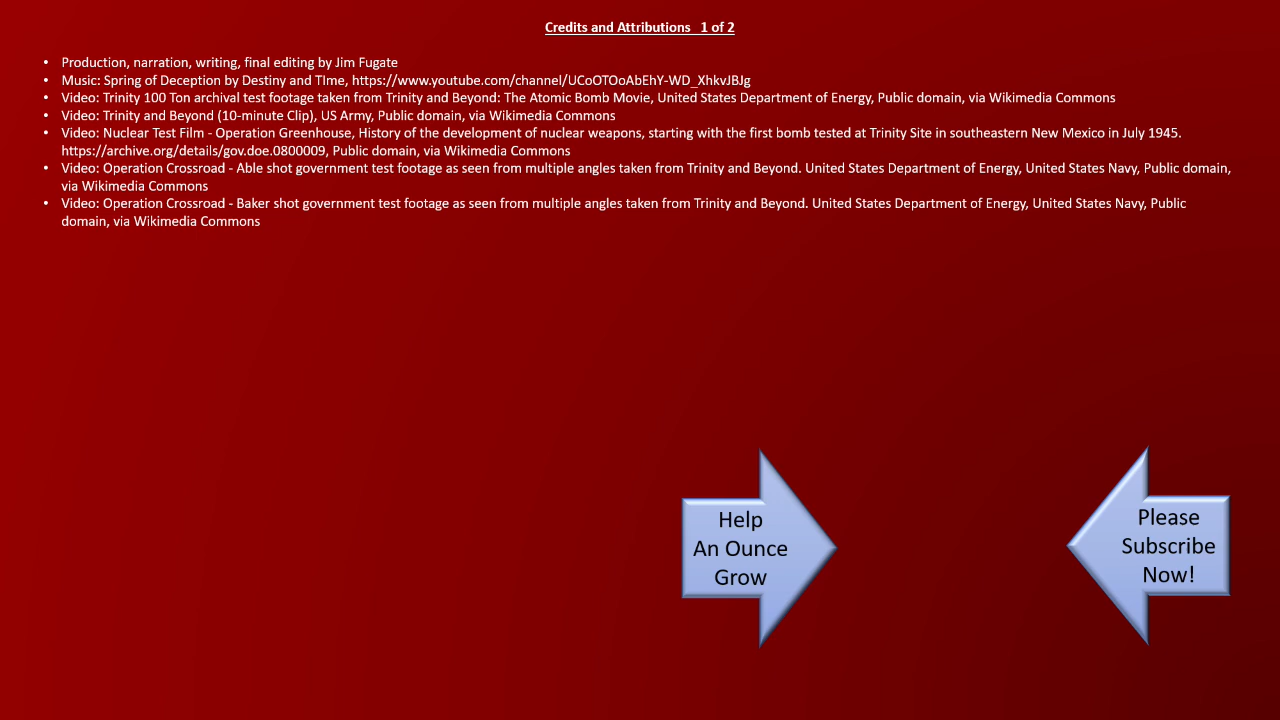 Credits and Attributions 1 of 2
• Production, narration, writing, final editing by Jim Fugate
• Music: Spring of Deception by Destiny and TIme, https://www.youtube.com/channel/UCoOTOoAbEhY-WD_XhkvJBJg
• Video: Trinity 100 Ton archival test footage taken from Trinity and Beyond: The Atomic Bomb Movie, United States Department of Energy, Public domain, via Wikimedia Commons
• Video: Trinity and Beyond (10-minute Clip), US Army, Public domain, via Wikimedia Commons
• Video: Nuclear Test Film - Operation Greenhouse, History of the development of nuclear weapons, starting with the first bomb tested at Trinity Site in southeastern New Mexico in July 1945.
https://archive.org/details/gov.doe.0800009, Public domain, via Wikimedia Commons
• Video: Operation Crossroad - Able shot government test footage as seen from multiple angles taken from Trinity and Beyond. United States Department of Energy, United States Navy, Public domain,
via Wikimedia Commons
• Video: Operation Crossroad - Baker shot government test footage as seen from multiple angles taken from Trinity and Beyond. United States Department of Energy, United States Navy, Public
domain, via Wikimedia Commons
Help
An Ounce
Grow
Please
Subscribe
Now!